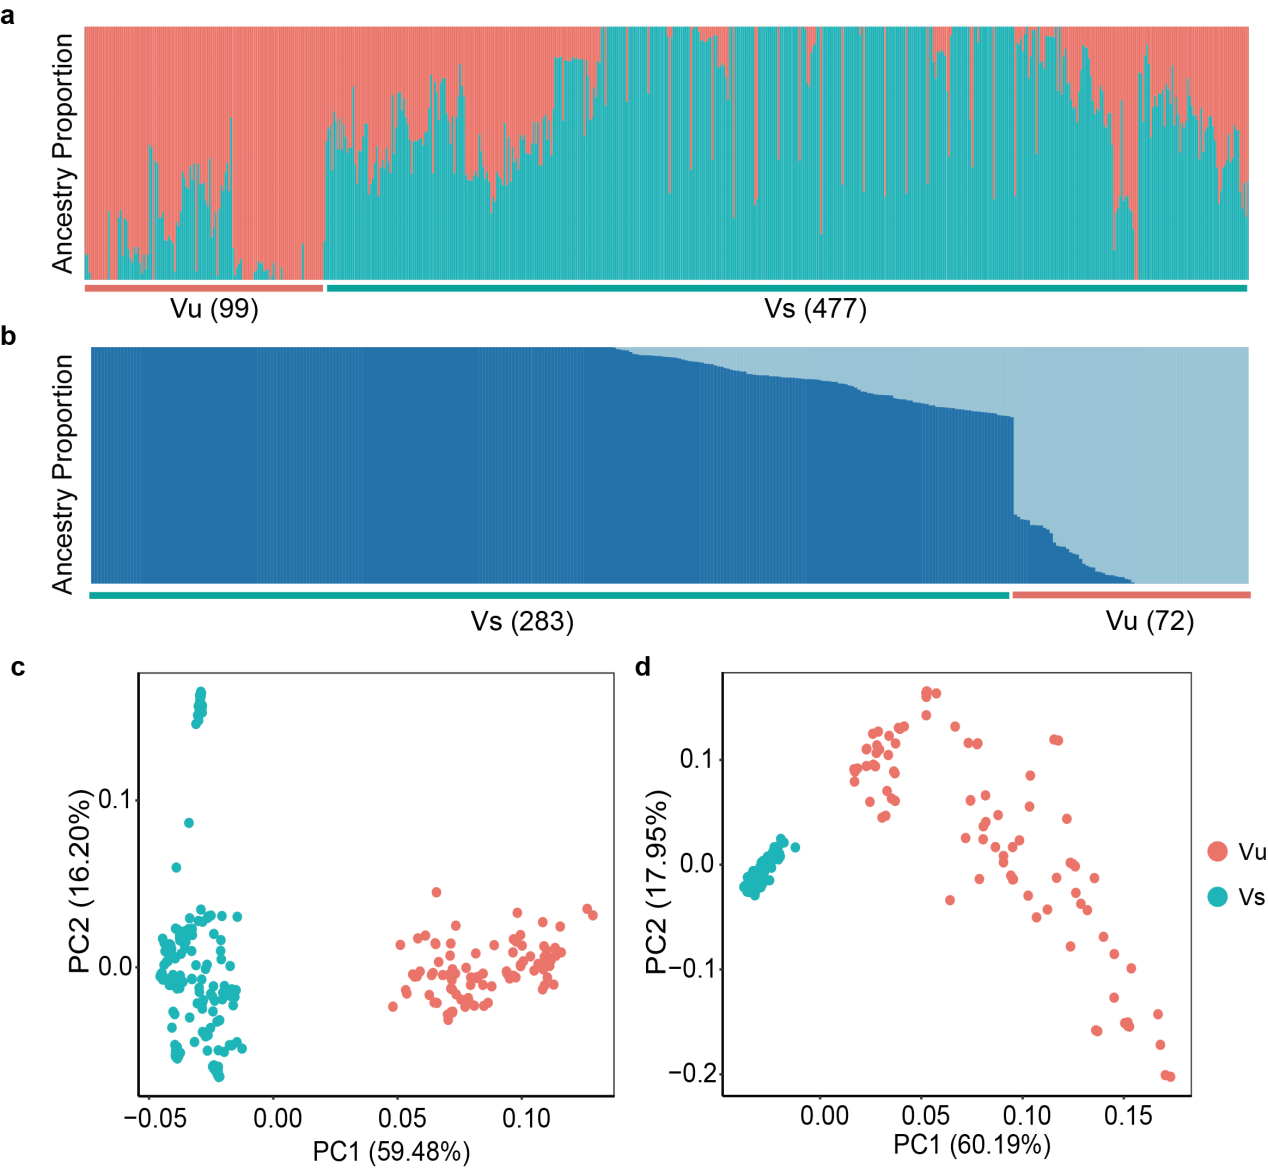 a
Ancestry Proportion
Vu (99)
Vs (477)
b
Ancestry Proportion
Vs (283)
Vu (72)
c
PC2 (16.20%)
0.1
0.0
−0.05
0.00
0.05
0.10
PC1 (59.48%)
d
PC2 (17.95%)
0.1
0.0
−0.1
−0.2
0.00
0.05
0.10
0.15
PC1 (60.19%)
Vu
Vs